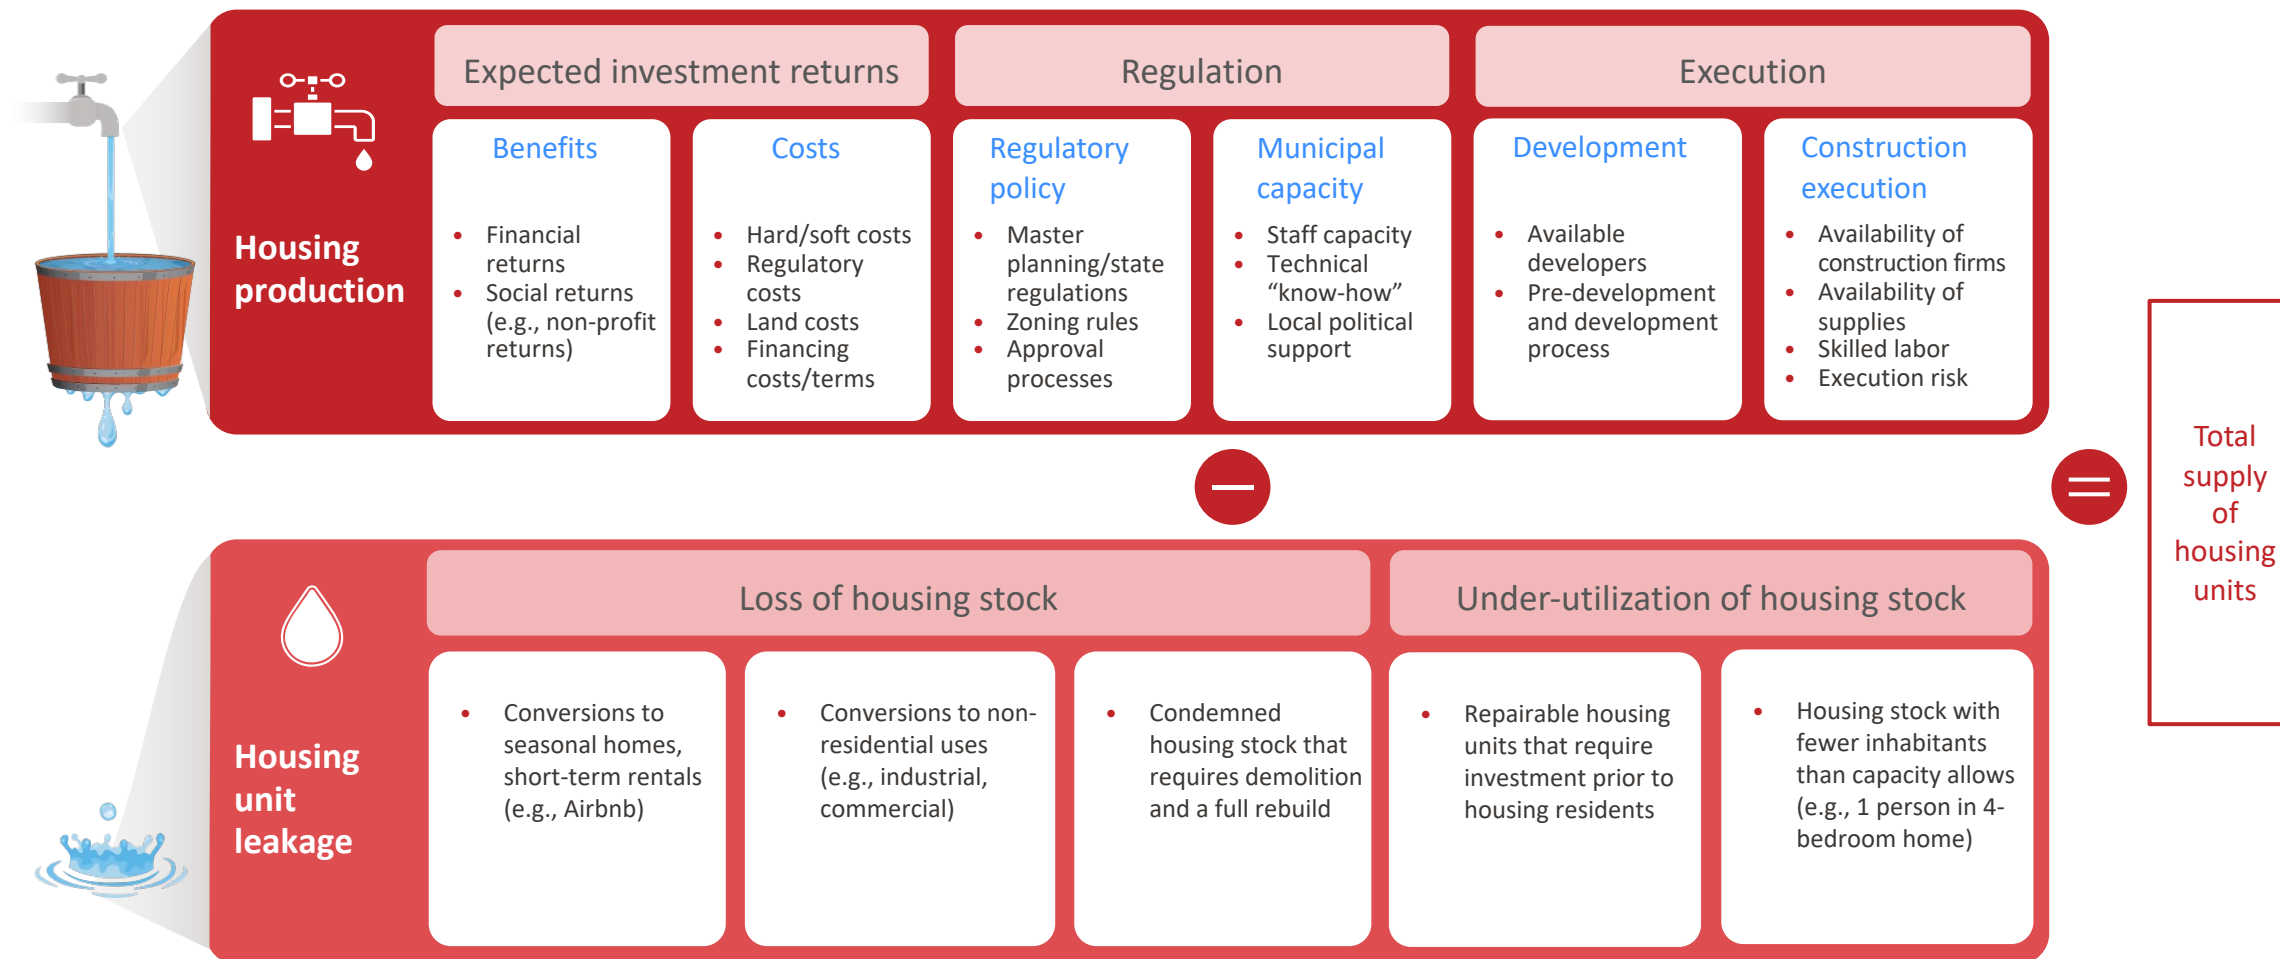 Expected investment returns
Regulation
Execution
Housing
production
Benefits
• Financial
returns
• Social returns
(e.g., non-profit
returns)
Costs
• Hard/soft costs
• Regulatory
costs
• Land costs
• Financing
costs/terms
Regulatory
policy
• Master
planning/state
regulations
• Zoning rules
• Approval
processes
Municipal
capacity
• Staff capacity
• Technical
“know-how”
• Local political
support
Development
• Available
developers
• Pre-development
and development
process
Construction
execution
• Availability of
construction firms
• Availability of
supplies
• Skilled labor
• Execution risk
Total
supply
of
housing
units
Loss of housing stock
Under-utilization of housing stock
Housing
unit
leakage
• Conversions to
seasonal homes,
short-term rentals
(e.g., Airbnb)
• Conversions to non-
residential uses
(e.g., industrial,
commercial)
• Condemned
housing stock that
requires demolition
and a full rebuild
• Repairable housing
units that require
investment prior to
housing residents
• Housing stock with
fewer inhabitants
than capacity allows
(e.g., 1 person in 4-
bedroom home)